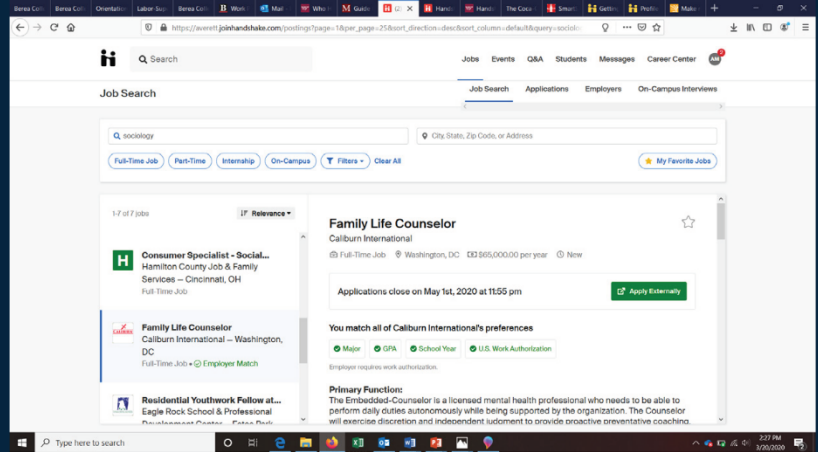 Berea Coll
Berea Coll
Orientation
Labor-Sup
Berea Coll
Won
Mail
Who
Guide
Handsh
Handsh
The Coca
Smart
Getting
Prefer
Make
https://averett.joinhandshake.com/postings?page=1&per_page=25&sort_direction=desc&sort_column=default&query=sociolo
Search
Jobs Events Q&A Students Messages Career Center AM
Job Search
Job Search Applications Employers On-Campus Interviews
sociology
City, State, Zip Code, or Address
Full-Time Job Part-Time Internship On-Campus Filters Clear All
My Favorite Jobs
1-7 of 7 jobs
Relevance
H
Consumer Specialist - Social...
Hamilton County Job & Family
Services – Cincinnati, OH
Full-Time Job
Family Life Counselor
Caliburn International – Washington,
DC
Full-Time Job • Employer Match
Residential Youthwork Fellow at...
Eagle Rock School & Professional
Development Center – Estes Park
Family Life Counselor
Caliburn International
Full-Time Job Washington, DC $65,000.00 per year New
Applications close on May 1st, 2020 at 11:55 pm
Apply Externally
You match all of Caliburn International's preferences
Major GPA School Year U.S. Work Authorization
Employer requires work authorization.
Primary Function:
The Embedded-Counselor is a licensed mental health professional who needs to be able to
perform daily duties autonomously while being supported by the organization. The Counselor
will exercise discretion and independent judgment to provide proactive preventative coaching,
Type here to search
2:27 PM
3/20/2020